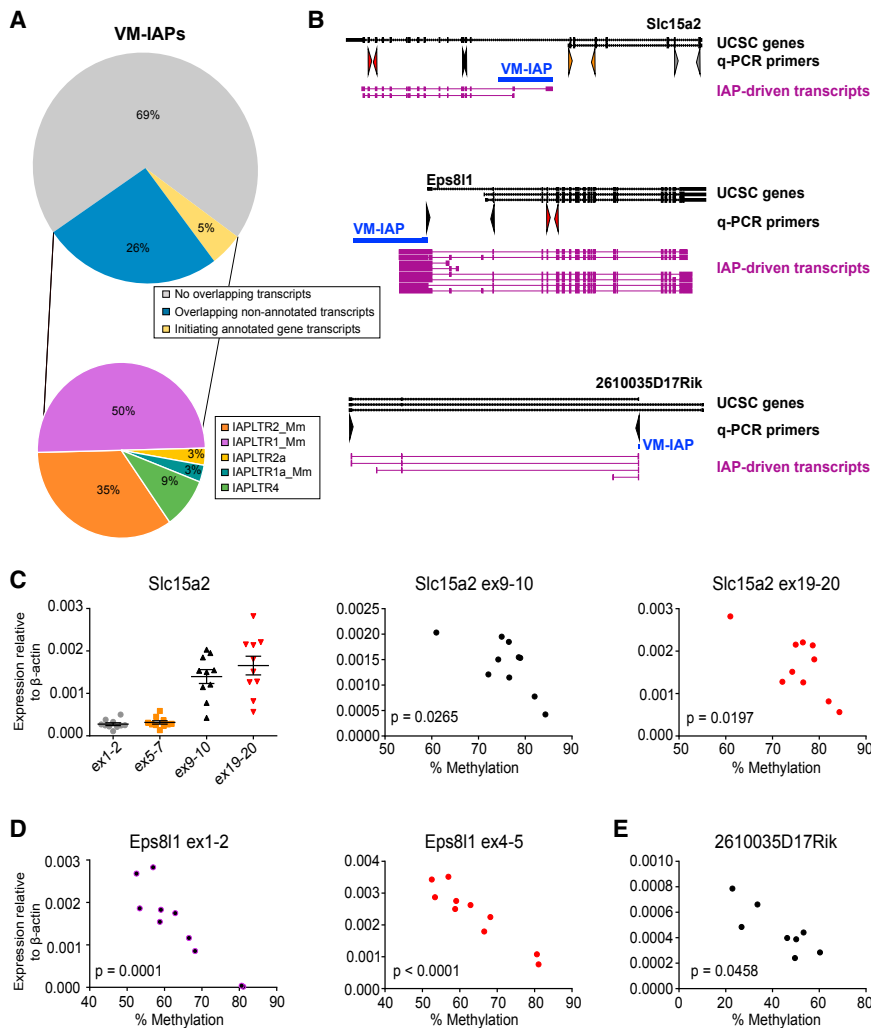 A
VM-IAPs
69%
5%
26%
No overlapping transcripts
Overlapping non-annotated transcripts
Initiating annotated gene transcripts
50%
3%
3%
9%
35%
IAPLTR2_Mm
IAPLTR1_Mm
IAPLTR2a
IAPLTR1a_Mm
IAPLTR4
B
Slc15a2
UCSC genes
q-PCR primers
VM-IAP
IAP-driven transcripts
Eps8l1
UCSC genes
q-PCR primers
VM-IAP
IAP-driven transcripts
2610035D17Rik
UCSC genes
q-PCR primers
VM-IAP
IAP-driven transcripts
C
Slc15a2
Expression relative
to β-actin
0.003
0.002
0.001
0.000
ex1-2
ex5-7
ex9-10
ex19-20
Slc15a2 ex9-10
0.0025
0.0020
0.0015
0.0010
0.0005
0.0000
p = 0.0265
50 60 70 80 90
% Methylation
Slc15a2 ex19-20
0.003
0.002
0.001
0.000
p = 0.0197
50 60 70 80 90
% Methylation
D
Eps8l1 ex1-2
Expression relative
to β-actin
0.003
0.002
0.001
0.000
p = 0.0001
40 50 60 70 80 90
% Methylation
Eps8l1 ex4-5
0.004
0.003
0.002
0.001
0.000
p < 0.0001
40 50 60 70 80 90
% Methylation
E
2610035D17Rik
0.0010
0.0008
0.0006
0.0004
0.0002
0.0000
p = 0.0458
0 20 40 60 80
% Methylation